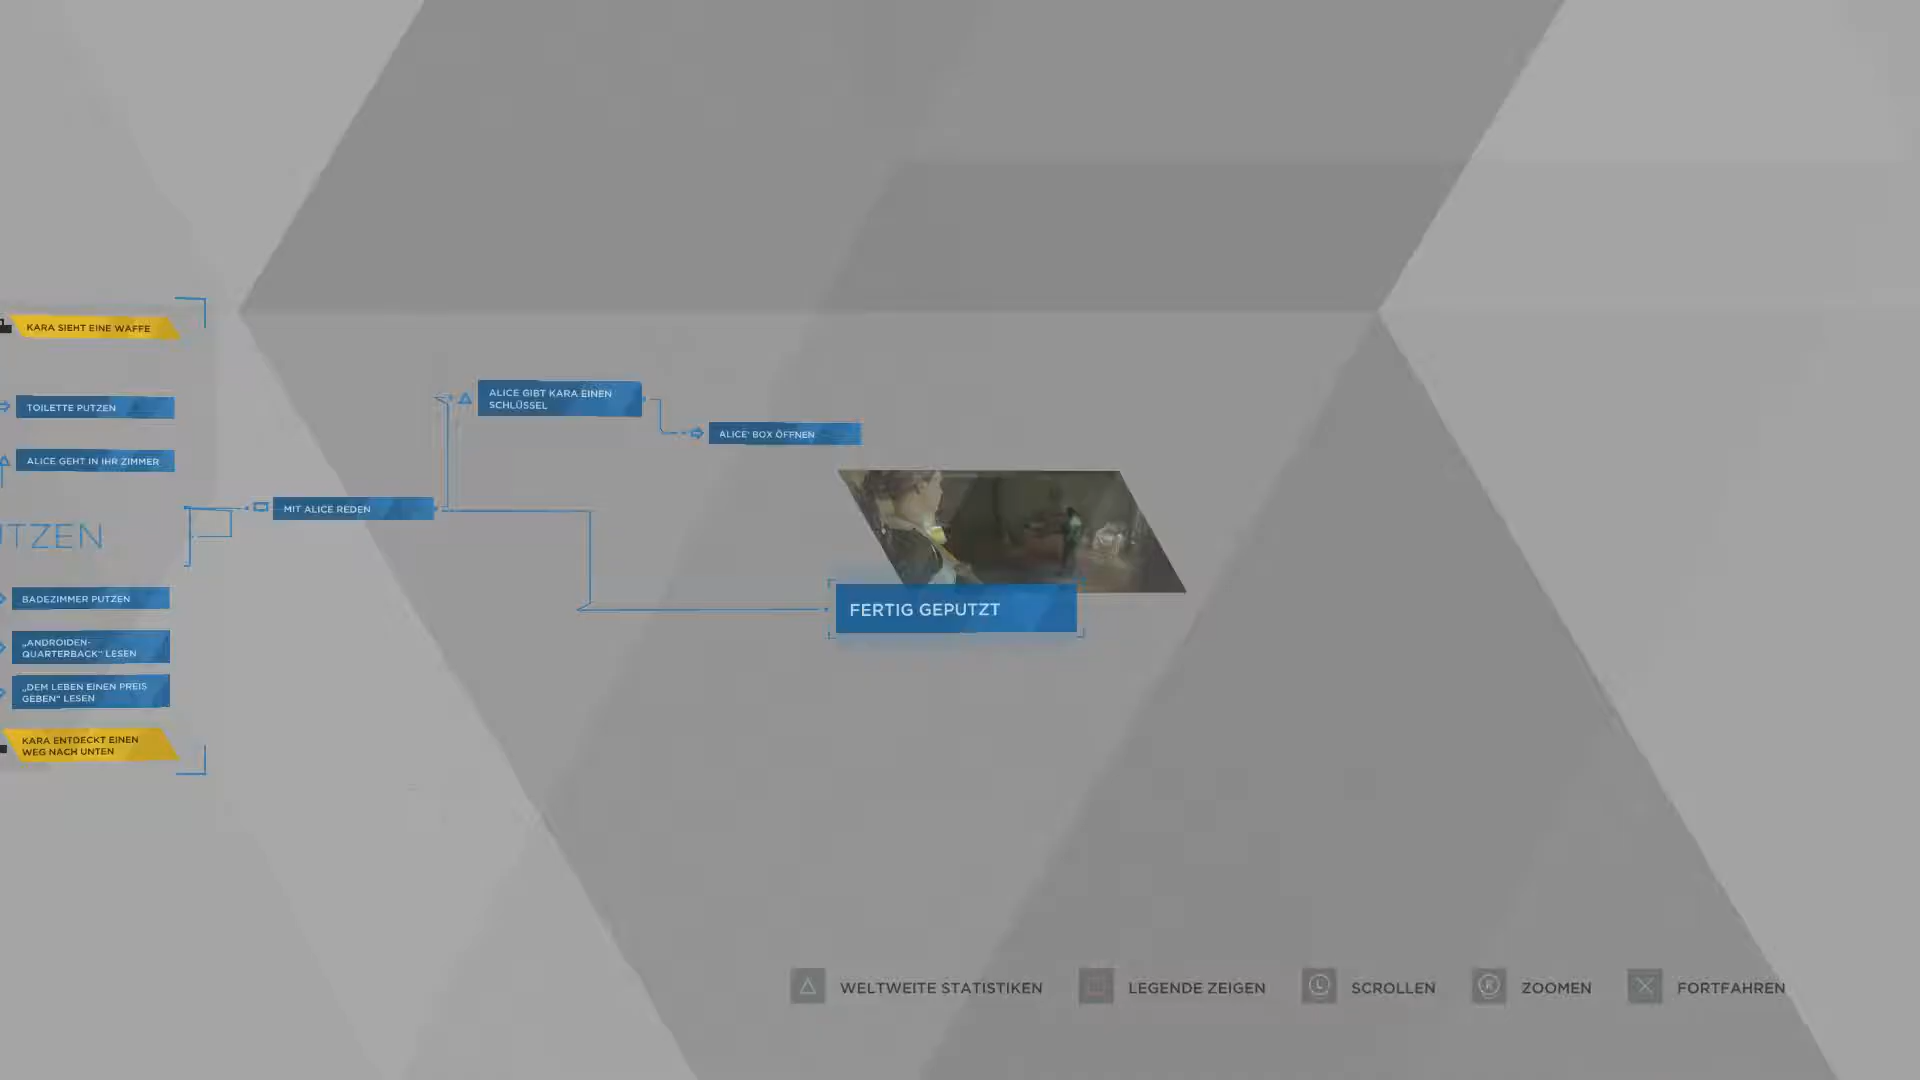 KARA SIEHT EINE WAFFE
TOILETTE PUTZEN
ALICE GEHT IN IHR ZIMMER
UTZEN
BADEZIMMER PUTZEN
„ANDROIDEN-
QUARTERBACK“ LESEN
„DEM LEBEN EINEN PREIS
GEBEN“ LESEN
KARA ENTDECKT EINEN
WEG NACH UNTEN
MIT ALICE REDEN
ALICE GIBT KARA EINEN
SCHLÜSSEL
ALICE' BOX ÖFFNEN
FERTIG GEPUTZT
WELTWEITE STATISTIKEN
LEGENDE ZEIGEN
L SCROLLEN
R ZOOMEN
FORTFAHREN